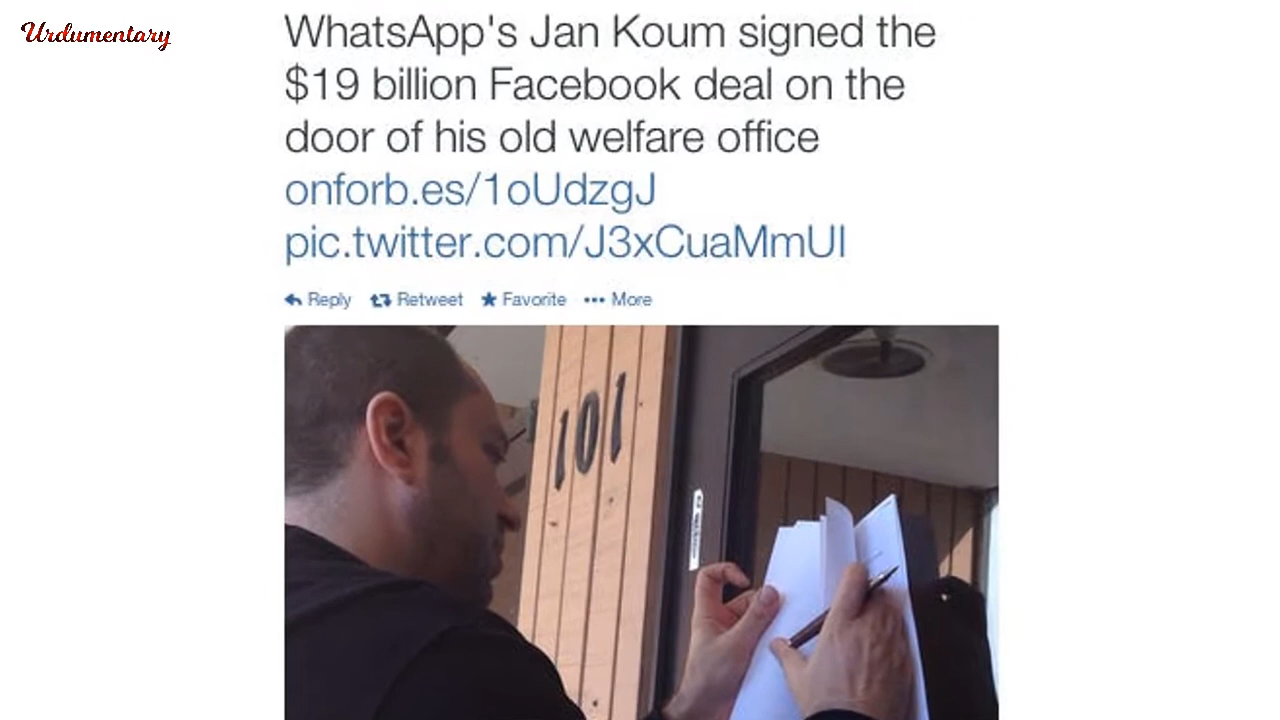 Urdumentary
WhatsApp's Jan Koum signed the
$19 billion Facebook deal on the
door of his old welfare office
onforb.es/1oUdzgJ
pic.twitter.com/J3xCuaMmUI
Reply Retweet Favorite More
101